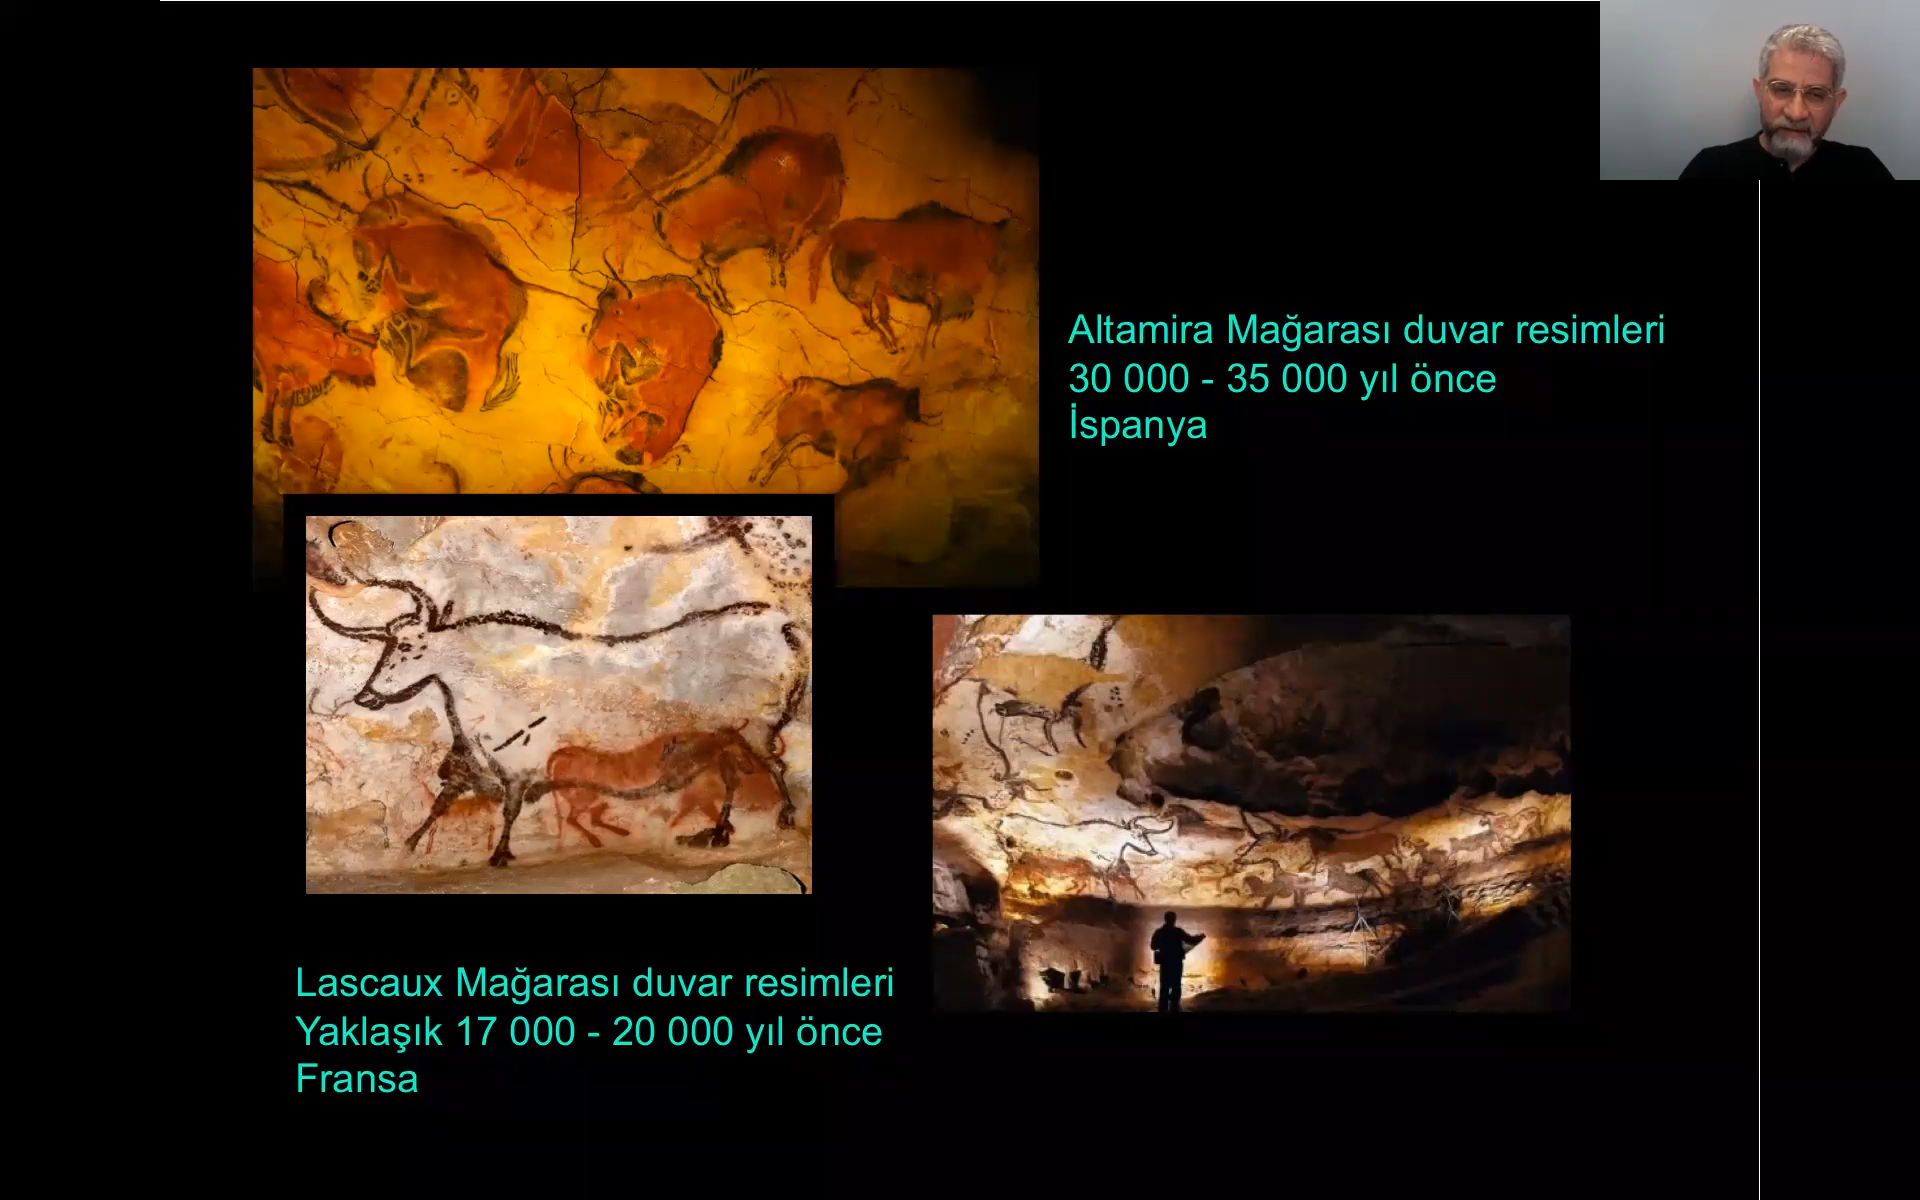 Altamira Mağarası duvar resimleri
30 000 - 35 000 yıl önce
İspanya
Lascaux Mağarası duvar resimleri
Yaklaşık 17 000 - 20 000 yıl önce
Fransa